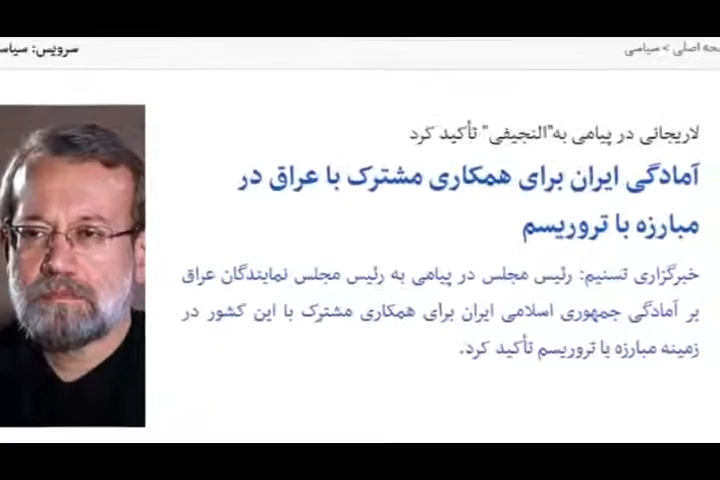 صفحه اصلی > سیاسی
سرویس: سیاسی
لاریجانی در پیامی به"النجیفی" تأکید کرد
آمادگی ایران برای همکاری مشترک با عراق در
مبارزه با تروریسم
خبرگزاری تسنیم: رئیس مجلس در پیامی به رئیس مجلس نمایندگان عراق
بر آمادگی جمهوری اسلامی ایران برای همکاری مشترک با این کشور در
زمینه مبارزه با تروریسم تأکید کرد.